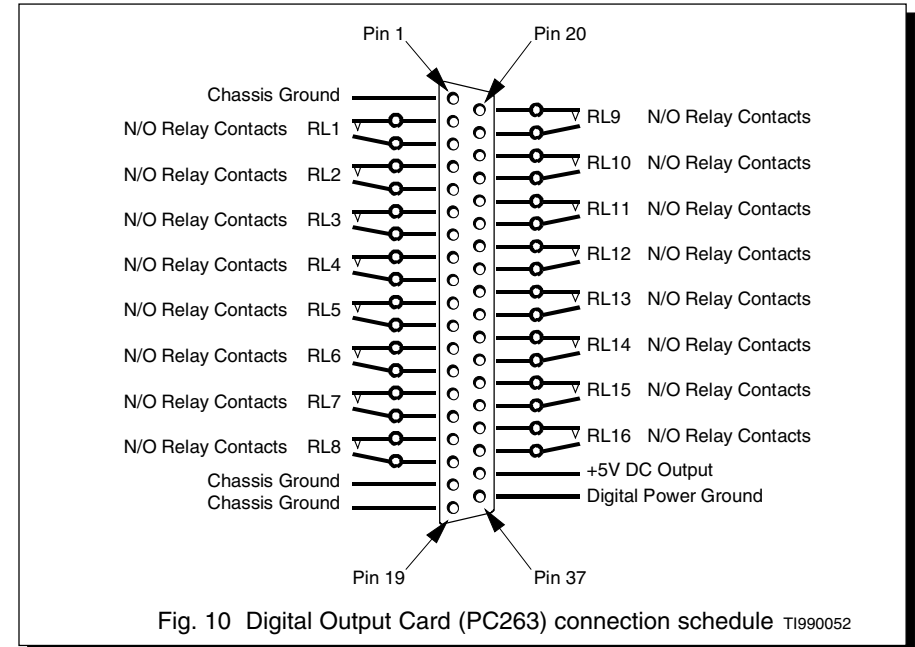 Pin 1
Pin 20
Chassis Ground
N/O Relay Contacts RL1
N/O Relay Contacts RL2
N/O Relay Contacts RL3
N/O Relay Contacts RL4
N/O Relay Contacts RL5
N/O Relay Contacts RL6
N/O Relay Contacts RL7
N/O Relay Contacts RL8
Chassis Ground
Chassis Ground
RL9 N/O Relay Contacts
RL10 N/O Relay Contacts
RL11 N/O Relay Contacts
RL12 N/O Relay Contacts
RL13 N/O Relay Contacts
RL14 N/O Relay Contacts
RL15 N/O Relay Contacts
RL16 N/O Relay Contacts
+5V DC Output
Digital Power Ground
Pin 19
Pin 37
Fig. 10 Digital Output Card (PC263) connection schedule TI990052